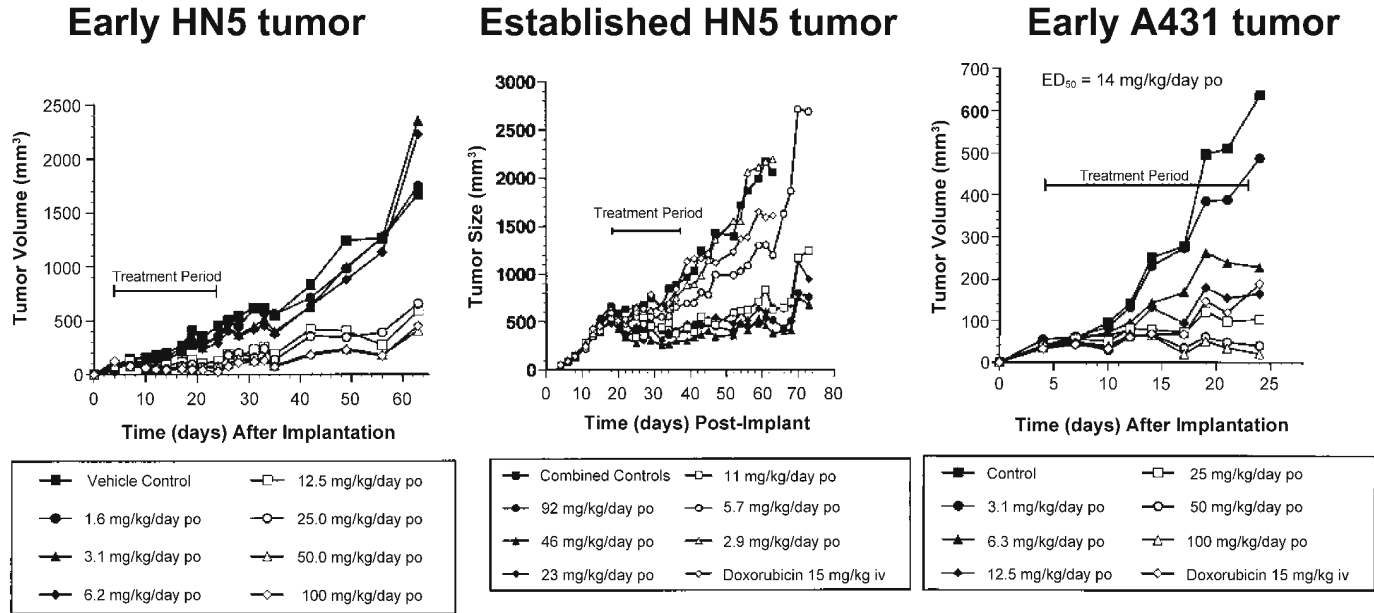 Early HN5 tumor
Established HN5 tumor
Early A431 tumor
Tumor Volume (mm³)
2500
2000
1500
1000
500
0
Treatment Period
0 10 20 30 40 50 60
Time (days) After Implantation
Vehicle Control
1.6 mg/kg/day po
3.1 mg/kg/day po
6.2 mg/kg/day po
12.5 mg/kg/day po
25.0 mg/kg/day po
50.0 mg/kg/day po
100 mg/kg/day po
Tumor Size (mm³)
3000
2500
2000
1500
1000
500
0
Treatment Period
0 10 20 30 40 50 60 70 80
Time (days) Post-Implant
Combined Controls
92 mg/kg/day po
46 mg/kg/day po
23 mg/kg/day po
11 mg/kg/day po
5.7 mg/kg/day po
2.9 mg/kg/day po
Doxorubicin 15 mg/kg iv
Tumor Volume (mm³)
700
600
500
400
300
200
100
0
ED₅₀ = 14 mg/kg/day po
Treatment Period
0 5 10 15 20 25
Time (days) After Implantation
Control
3.1 mg/kg/day po
6.3 mg/kg/day po
12.5 mg/kg/day po
25 mg/kg/day po
50 mg/kg/day po
100 mg/kg/day po
Doxorubicin 15 mg/kg iv